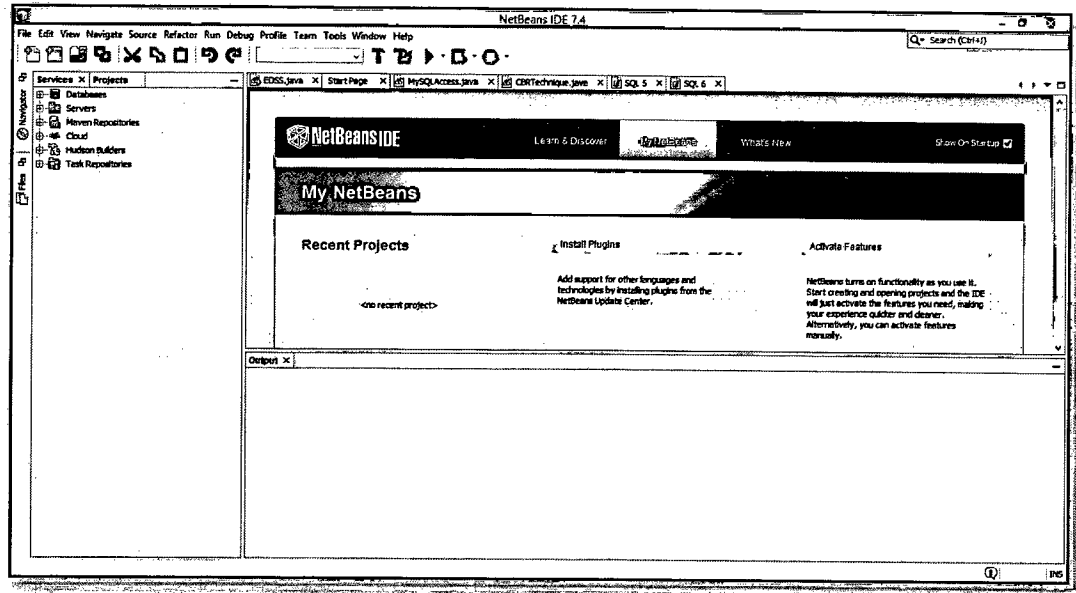 NetBeans IDE 7.4
File Edit View Navigate Source Refactor Run Debug Profile Team Tools Window Help
Search (Ctrl+I)
Services Projects
EDSS.java Start Page MySQLAccess.java CBRTechnique.java SQL 5 SQL 6
Navigator
Files
Databases
Servers
Maven Repositories
Cloud
Hudson Builders
Task Repositories
NetBeans IDE
Learn & Discover My NetBeans What's New Show On Startup
My NetBeans
Recent Projects
<no recent project>
Install Plugins
Add support for other languages and
technologies by installing plugins from the
NetBeans Update Center.
Activate Features
NetBeans turns on functionality as you use it.
Start creating and opening projects and the IDE
will just activate the features you need, making
your experience quicker and cleaner.
Alternatively, you can activate features
manually.
Output
INS